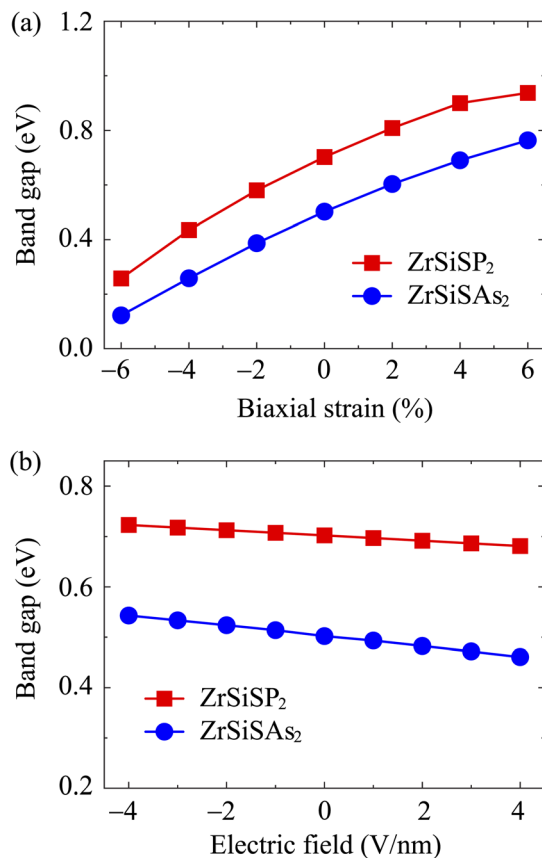 (a)
1.2
0.8
0.4
0.0
Band gap (eV)
ZrSiSP₂
ZrSiSAs₂
–6 –4 –2 0 2 4 6
Biaxial strain (%)
(b)
0.8
0.6
0.4
0.2
Band gap (eV)
ZrSiSP₂
ZrSiSAs₂
–4 –2 0 2 4
Electric field (V/nm)